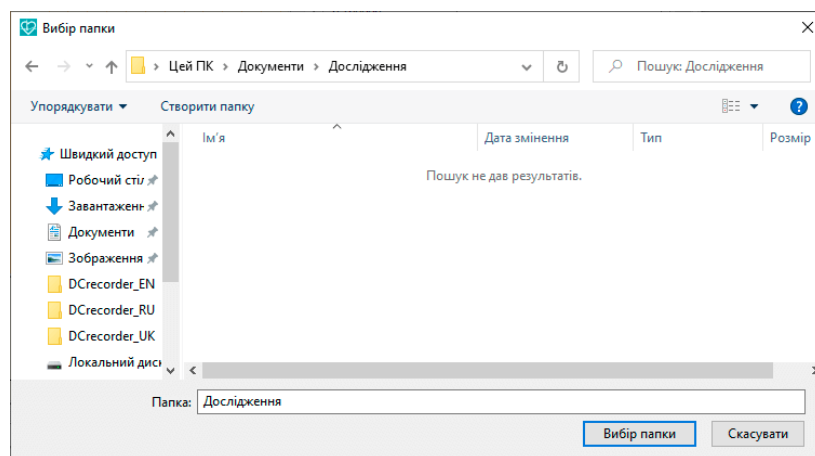 Вибір папки
Цей ПК › Документи › Дослідження
Пошук: Дослідження
Упорядкувати
Створити папку
Ім'я
Дата змінення
Тип
Розмір
Швидкий доступ
Робочий стіл
Завантаженн
Документи
Зображення
DCrecorder_EN
DCrecorder_RU
DCrecorder_UK
Локальний диск
Пошук не дав результатів.
Папка: Дослідження
Вибір папки
Скасувати